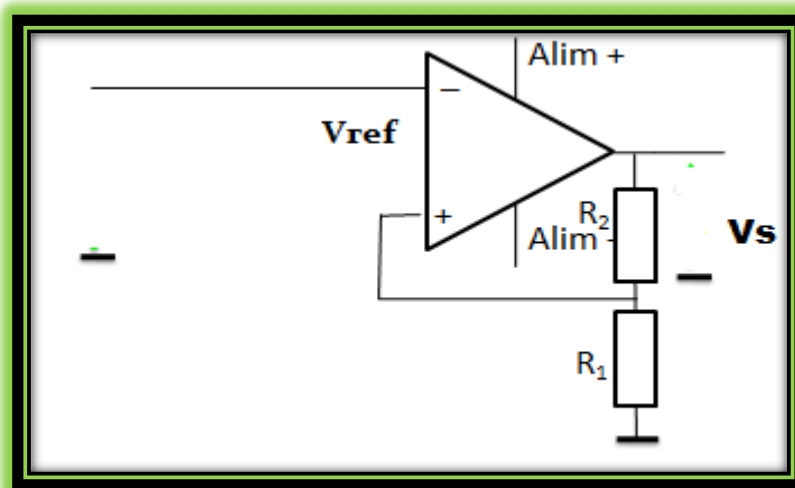 Alim +
−
Vref
+
R2
Alim -
Vs
R1